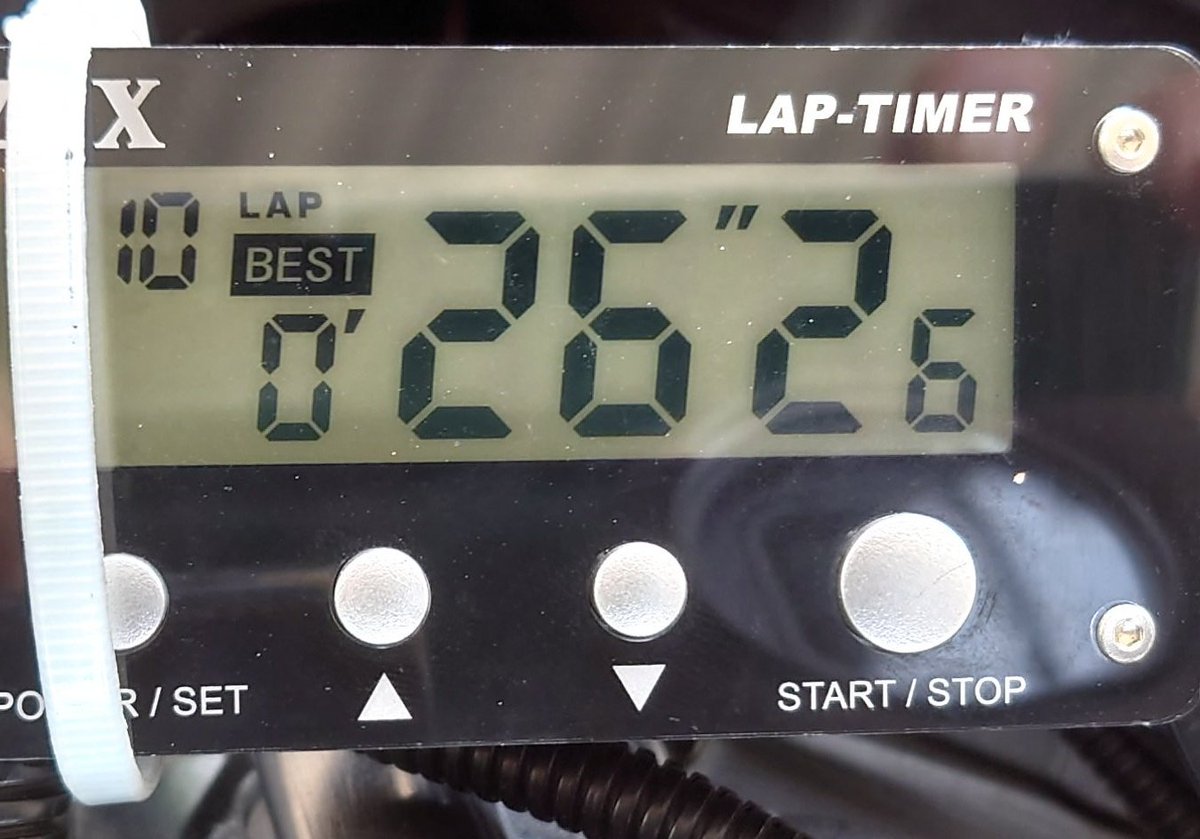 X LAP-TIMER
10 LAP
BEST
0' 26" 26
/ SET
▲ ▼
START / STOP